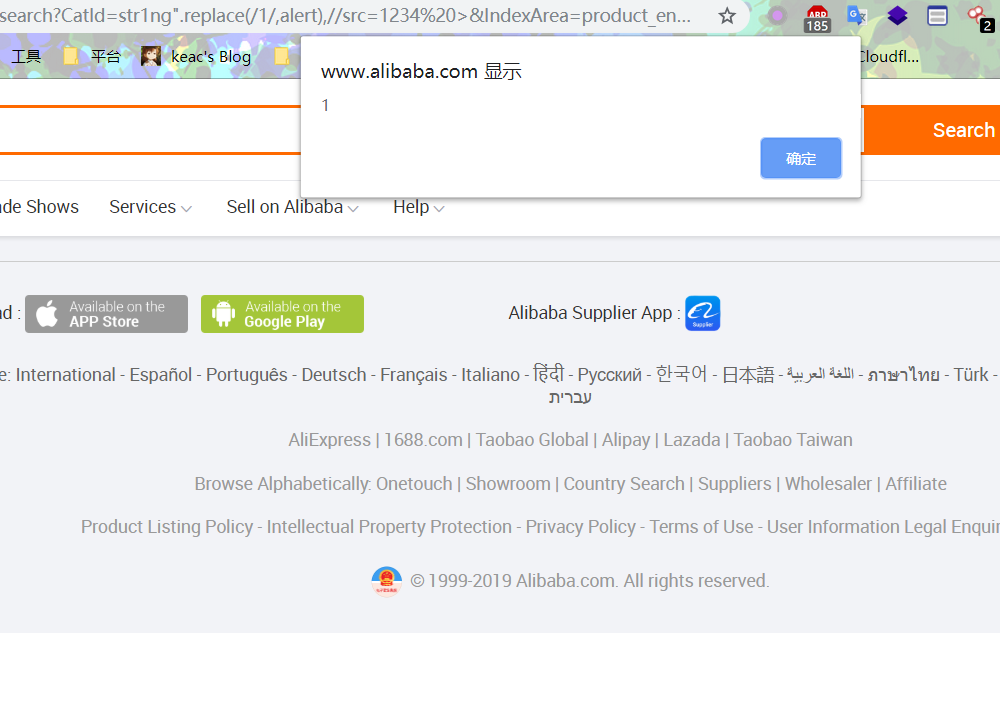 search?CatId=str1ng".replace(/1/,alert),//src=1234%20>&IndexArea=product_en...
ABP
185
G
2
工具 平台 keac's Blog Cloudfl...
www.alibaba.com 显示
1
确定
Search
de Shows Services Sell on Alibaba Help
d : Available on the APP Store Available on the Google Play Alibaba Supplier App : Supplier
e: International - Español - Português - Deutsch - Français - Italiano - हिंदी - Pусский - 한국어 - 日本語 - اللغة العربية - ภาษาไทย - Türk -
עברית
AliExpress | 1688.com | Taobao Global | Alipay | Lazada | Taobao Taiwan
Browse Alphabetically: Onetouch | Showroom | Country Search | Suppliers | Wholesaler | Affiliate
Product Listing Policy - Intellectual Property Protection - Privacy Policy - Terms of Use - User Information Legal Enquir
© 1999-2019 Alibaba.com. All rights reserved.